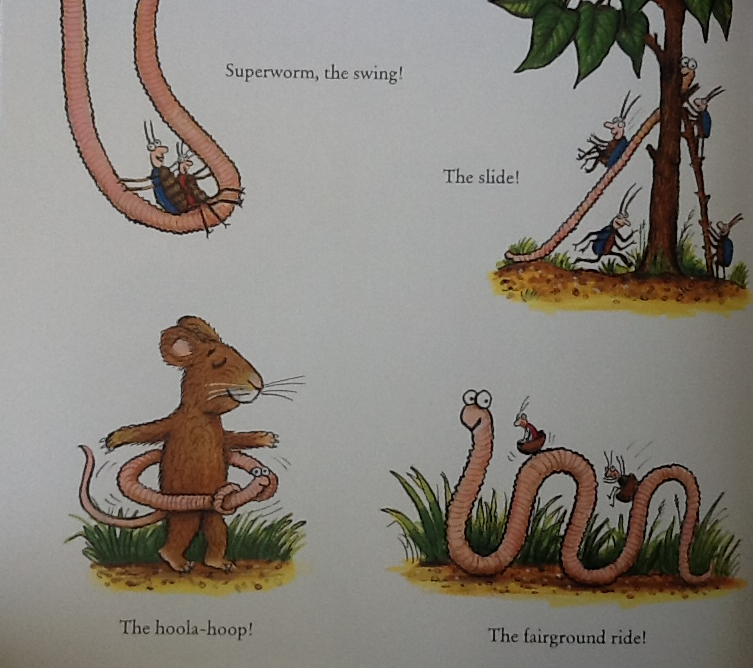 Superworm, the swing!
The slide!
The hoola-hoop!
The fairground ride!